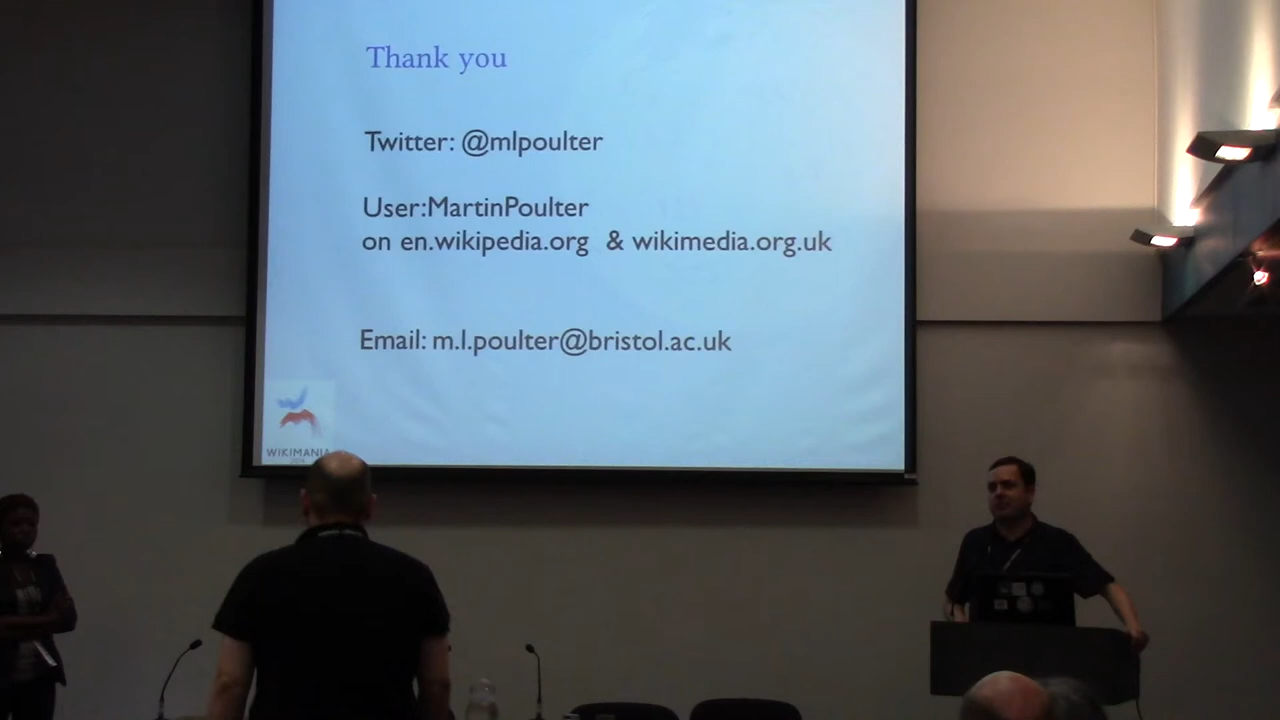 Thank you
Twitter: @mlpoulter
User:MartinPoulter
on en.wikipedia.org & wikimedia.org.uk
Email: m.l.poulter@bristol.ac.uk
WIKIMANIA